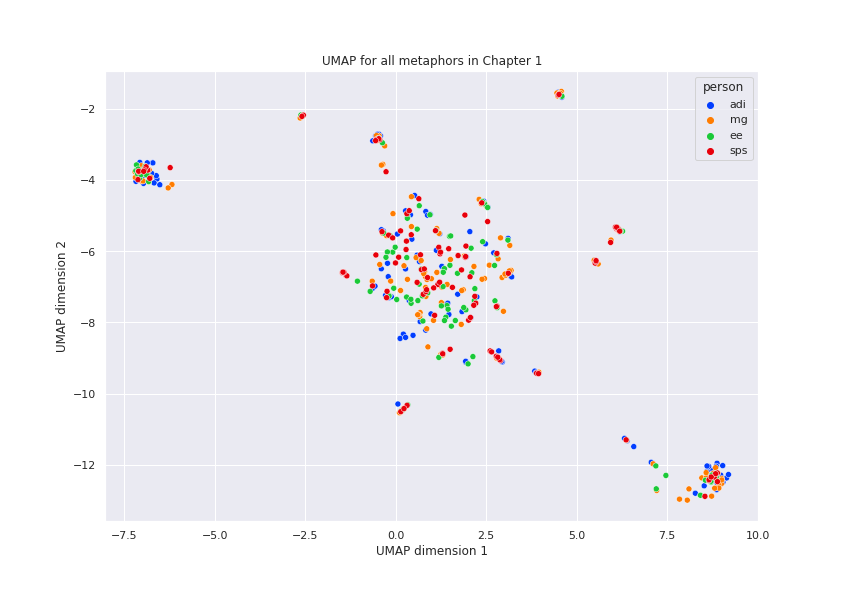 UMAP for all metaphors in Chapter 1
person
adi
mg
ee
sps
−2
−4
−6
−8
−10
−12
UMAP dimension 2
−7.5 −5.0 −2.5 0.0 2.5 5.0 7.5 10.0
UMAP dimension 1